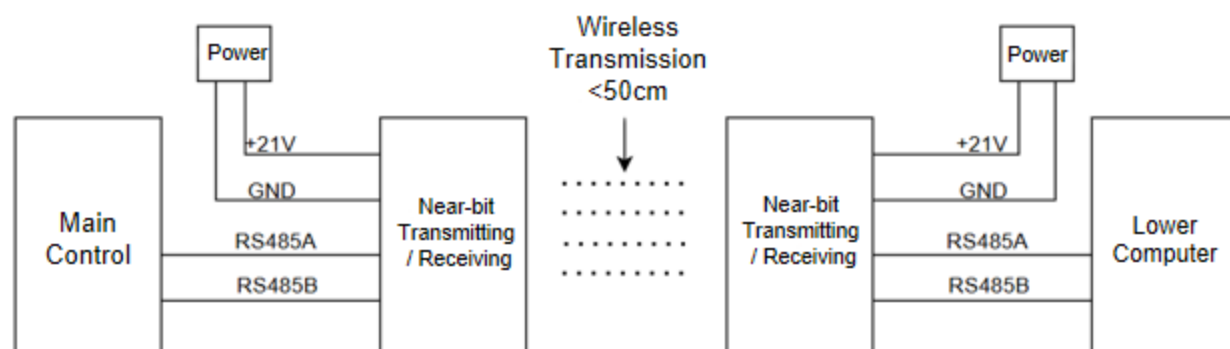 Wireless
Transmission
<50cm
Power
Power
+21V
+21V
GND
GND
Main
Control
Near-bit
Transmitting
/ Receiving
Near-bit
Transmitting
/ Receiving
Lower
Computer
RS485A
RS485A
RS485B
RS485B